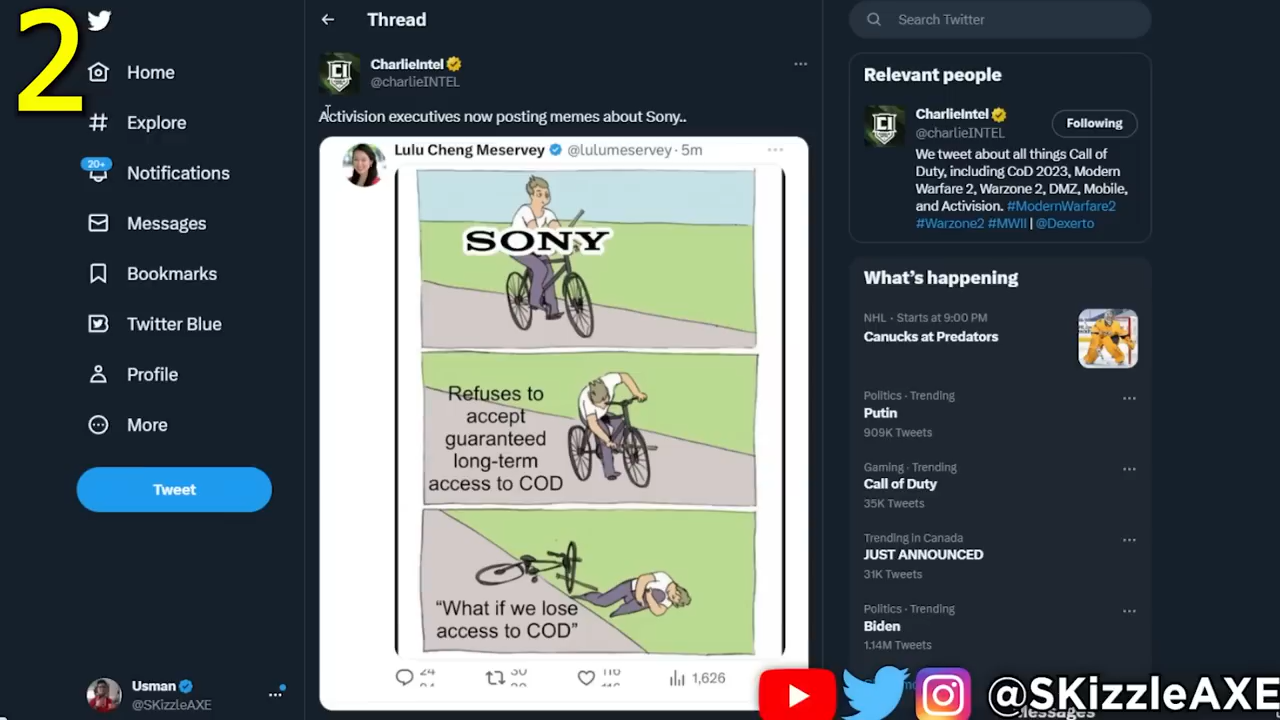 2
Home
Explore
20+
Notifications
Messages
Bookmarks
Twitter Blue
Profile
More
Tweet
Usman
@SKizzleAXE
Thread
CharlieIntel
@charlieINTEL
Activision executives now posting memes about Sony..
Lulu Cheng Meservey @lulumeservey · 5m
SONY
Refuses to
accept
guaranteed
long-term
access to COD
“What if we lose
access to COD”
1,626
Search Twitter
Relevant people
CharlieIntel
@charlieINTEL
Following
We tweet about all things Call of
Duty, including CoD 2023, Modern
Warfare 2, Warzone 2, DMZ, Mobile,
and Activision. #ModernWarfare2
#Warzone2 #MWII | @Dexerto
What’s happening
NHL · Starts at 9:00 PM
Canucks at Predators
Politics · Trending
Putin
909K Tweets
Gaming · Trending
Call of Duty
35K Tweets
Trending in Canada
JUST ANNOUNCED
31K Tweets
Politics · Trending
Biden
1.14M Tweets
@SKizzleAXE